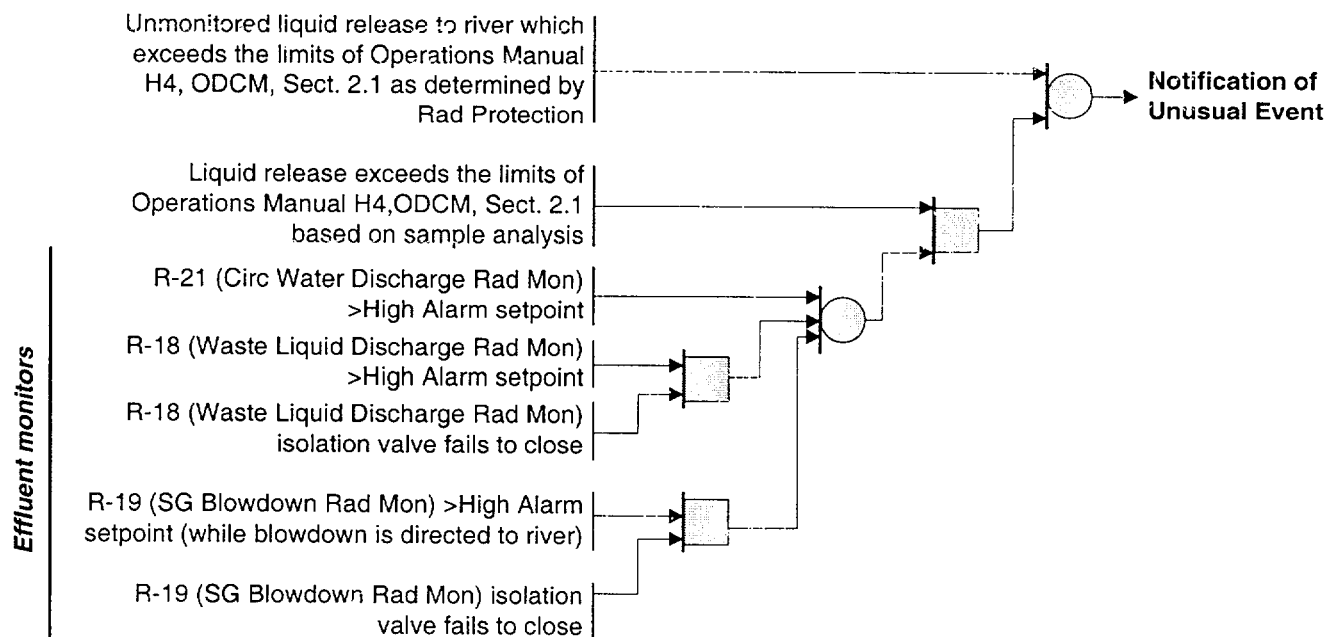 Unmonitored liquid release to river which
exceeds the limits of Operations Manual
H4, ODCM, Sect. 2.1 as determined by
Rad Protection
Notification of
Unusual Event
Liquid release exceeds the limits of
Operations Manual H4,ODCM, Sect. 2.1
based on sample analysis
Effluent monitors
R-21 (Circ Water Discharge Rad Mon)
>High Alarm setpoint
R-18 (Waste Liquid Discharge Rad Mon)
>High Alarm setpoint
R-18 (Waste Liquid Discharge Rad Mon)
isolation valve fails to close
R-19 (SG Blowdown Rad Mon) >High Alarm
setpoint (while blowdown is directed to river)
R-19 (SG Blowdown Rad Mon) isolation
valve fails to close